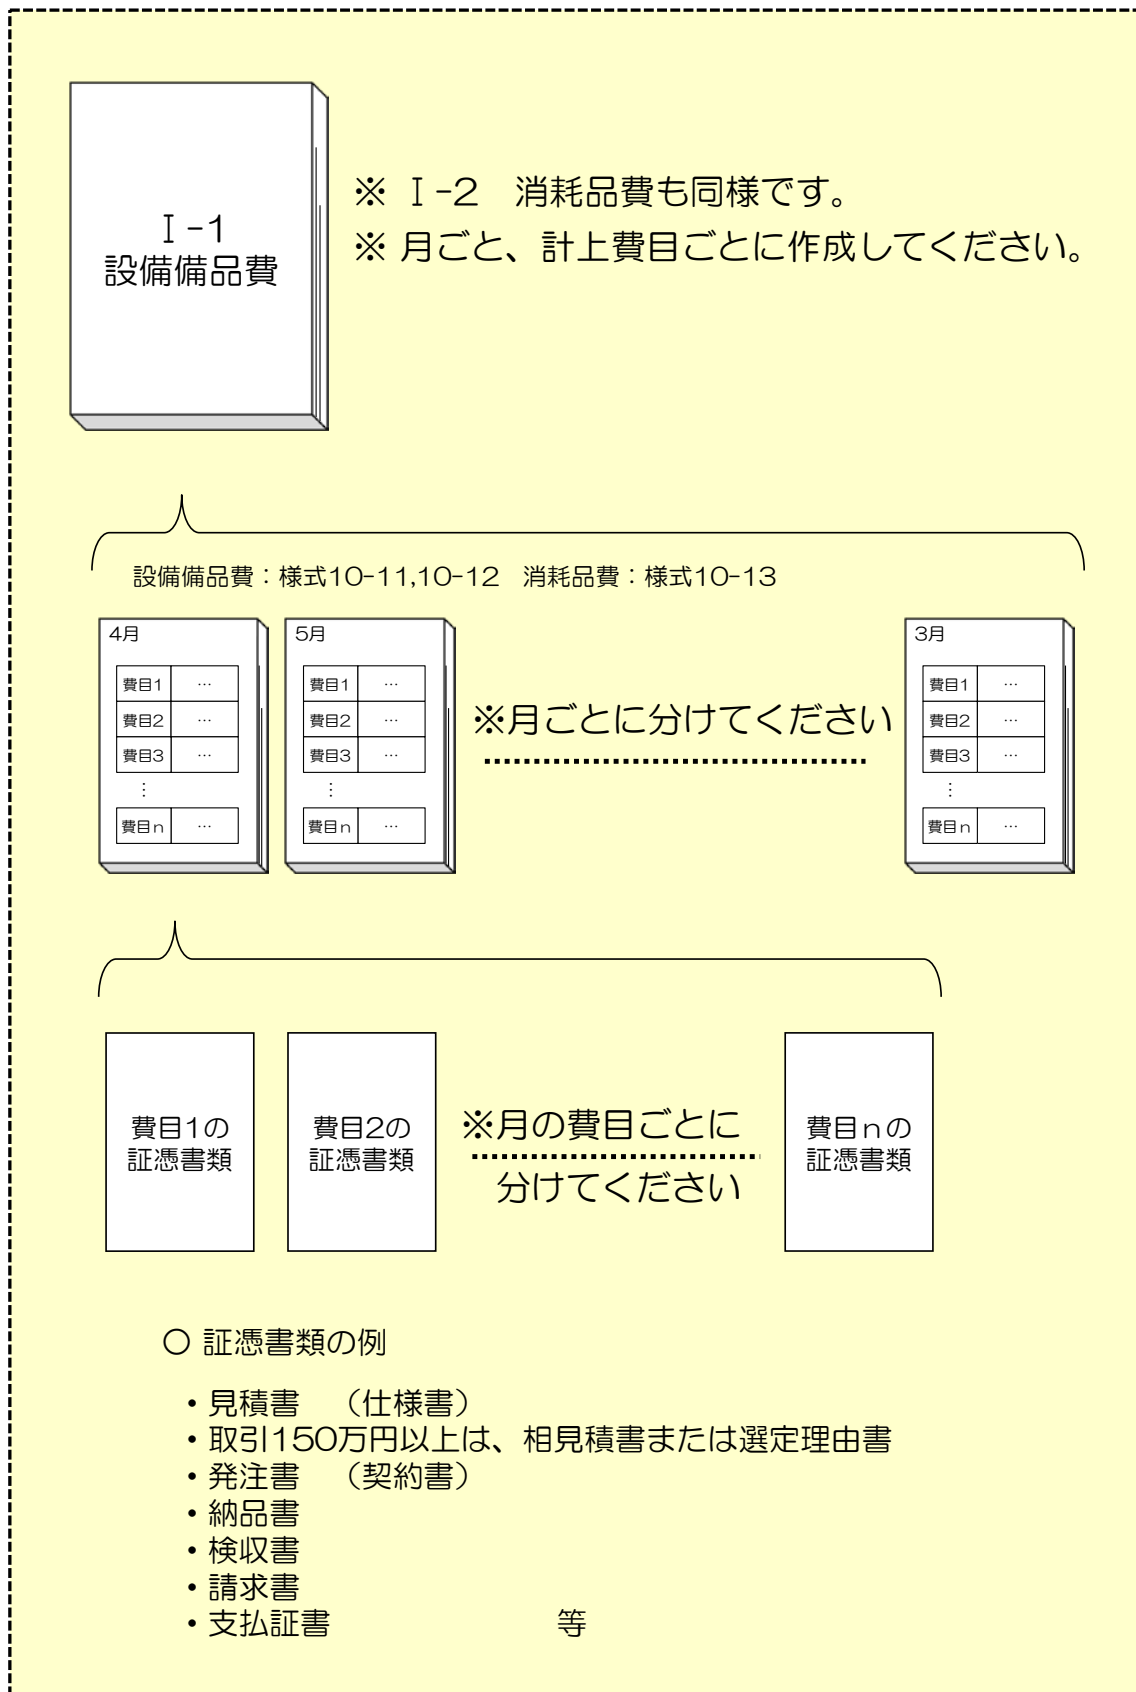 Ⅰ-1
設備備品費
※ Ⅰ-2　消耗品費も同様です。
※ 月ごと、計上費目ごとに作成してください。
設備備品費：様式10-11,10-12　消耗品費：様式10-13
4月
費目1 …
費目2 …
費目3 …
⋮
費目n …
5月
費目1 …
費目2 …
費目3 …
⋮
費目n …
※月ごとに分けてください
3月
費目1 …
費目2 …
費目3 …
⋮
費目n …
費目1の
証憑書類
費目2の
証憑書類
※月の費目ごとに
分けてください
費目nの
証憑書類
○ 証憑書類の例
・見積書　（仕様書）
・取引150万円以上は、相見積書または選定理由書
・発注書　（契約書）
・納品書
・検収書
・請求書
・支払証書　　　　　　　等